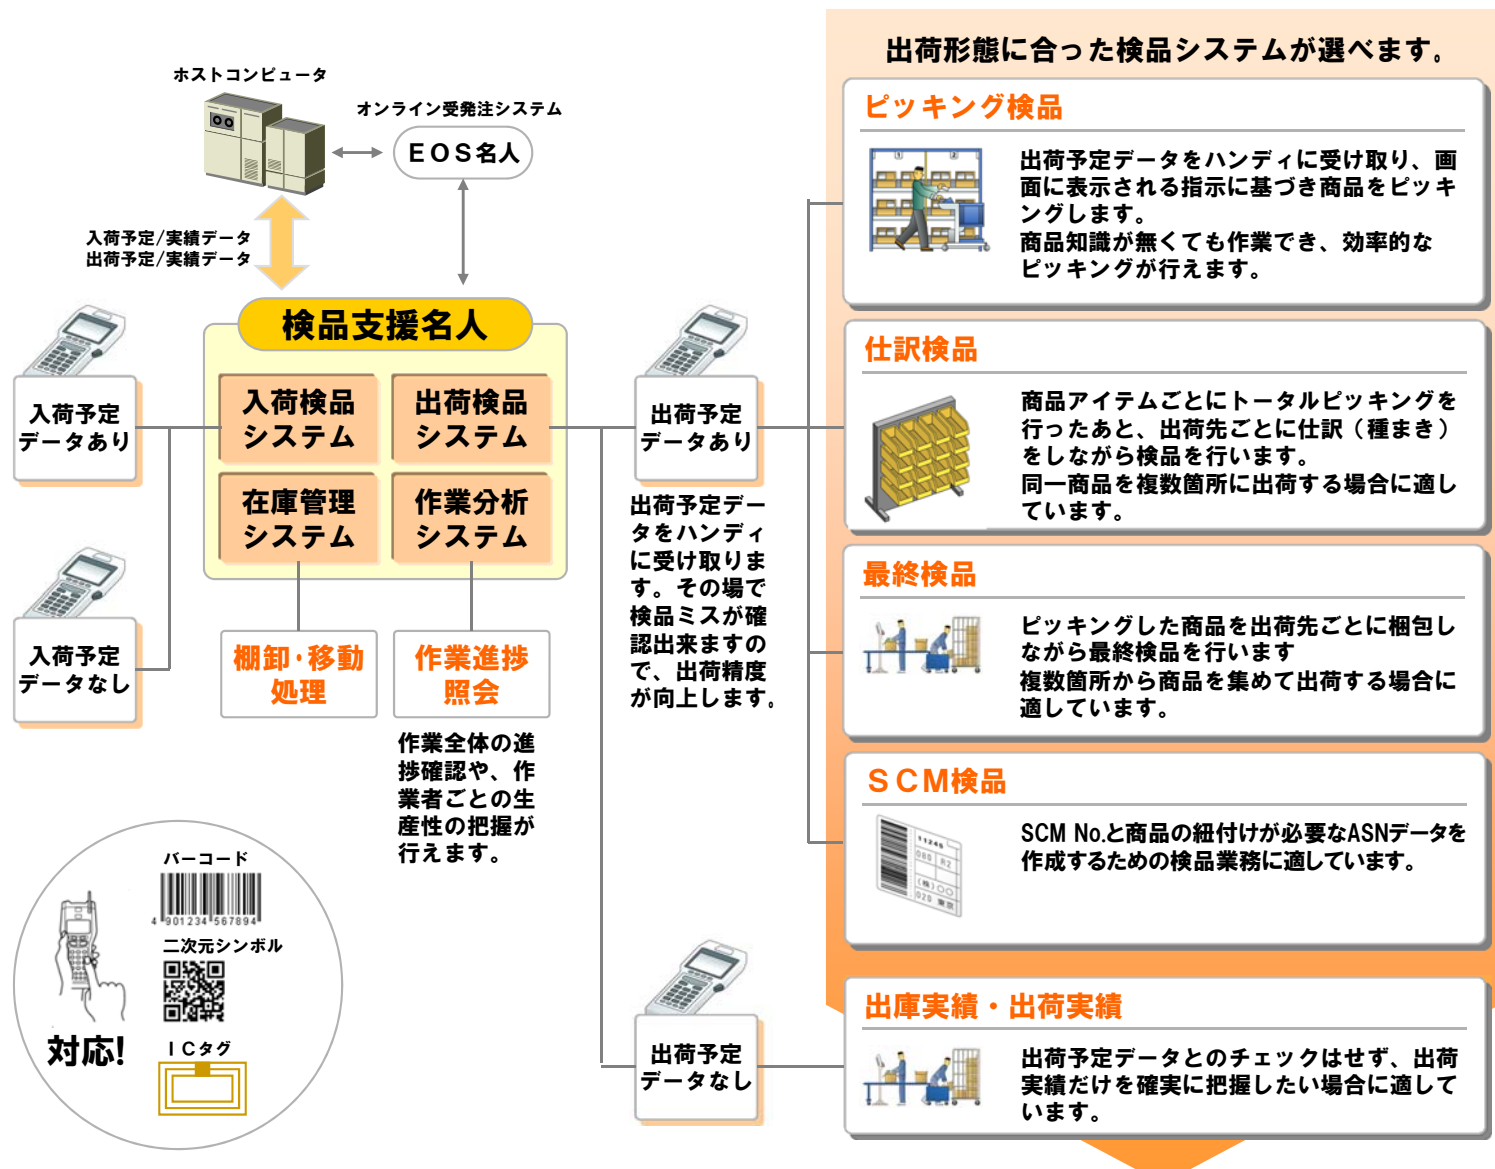 ホストコンピュータ
オンライン受発注システム
ＥＯＳ名人
入荷予定/実績データ
出荷予定/実績データ
検品支援名人
入荷検品
システム
出荷検品
システム
在庫管理
システム
作業分析
システム
入荷予定
データあり
入荷予定
データなし
棚卸・移動
処理
作業進捗
照会
作業全体の進
捗確認や、作
業者ごとの生
産性の把握が
行えます。
出荷予定
データあり
出荷予定デー
タをハンディ
に受け取りま
す。その場で
検品ミスが確
認出来ますの
で、出荷精度
が向上します。
出荷予定
データなし
バーコード
4 901234 567894
二次元シンボル
ＩＣタグ
対応!
出荷形態に合った検品システムが選べます。
ピッキング検品
1 2
出荷予定データをハンディに受け取り、画
面に表示される指示に基づき商品をピッキ
ングします。
商品知識が無くても作業でき、効率的な
ピッキングが行えます。
仕訳検品
商品アイテムごとにトータルピッキングを
行ったあと、出荷先ごとに仕訳（種まき）
をしながら検品を行います。
同一商品を複数箇所に出荷する場合に適し
ています。
最終検品
ピッキングした商品を出荷先ごとに梱包し
ながら最終検品を行います
複数箇所から商品を集めて出荷する場合に
適しています。
ＳＣＭ検品
11245
080 R2
(株)〇〇
020 東京
SCM No.と商品の紐付けが必要なASNデータを
作成するための検品業務に適しています。
出庫実績・出荷実績
出荷予定データとのチェックはせず、出荷
実績だけを確実に把握したい場合に適して
います。